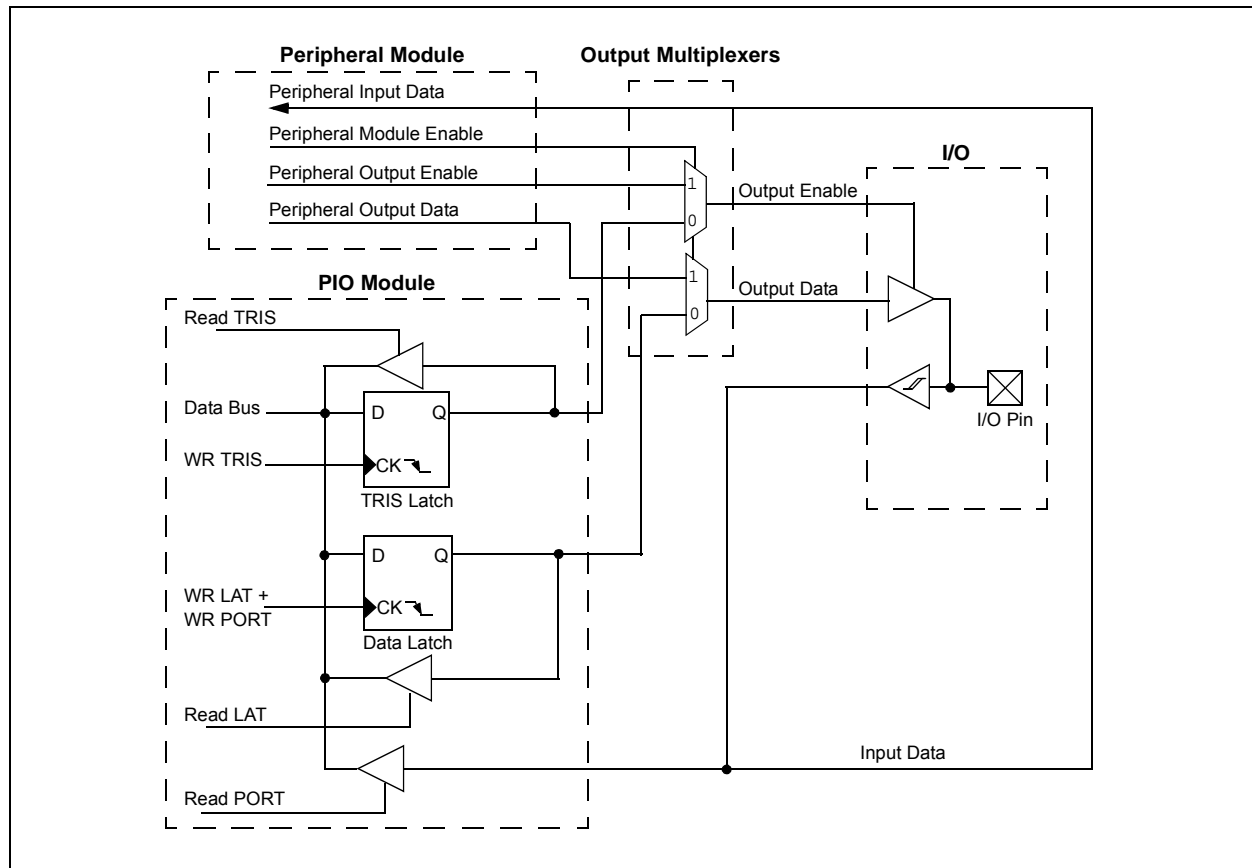 Peripheral Module
Output Multiplexers
Peripheral Input Data
Peripheral Module Enable
I/O
Peripheral Output Enable
1
Output Enable
Peripheral Output Data
0
1
PIO Module
Output Data
Read TRIS
0
Data Bus
D Q
I/O Pin
WR TRIS
CK
TRIS Latch
D Q
WR LAT +
WR PORT
CK
Data Latch
Read LAT
Input Data
Read PORT